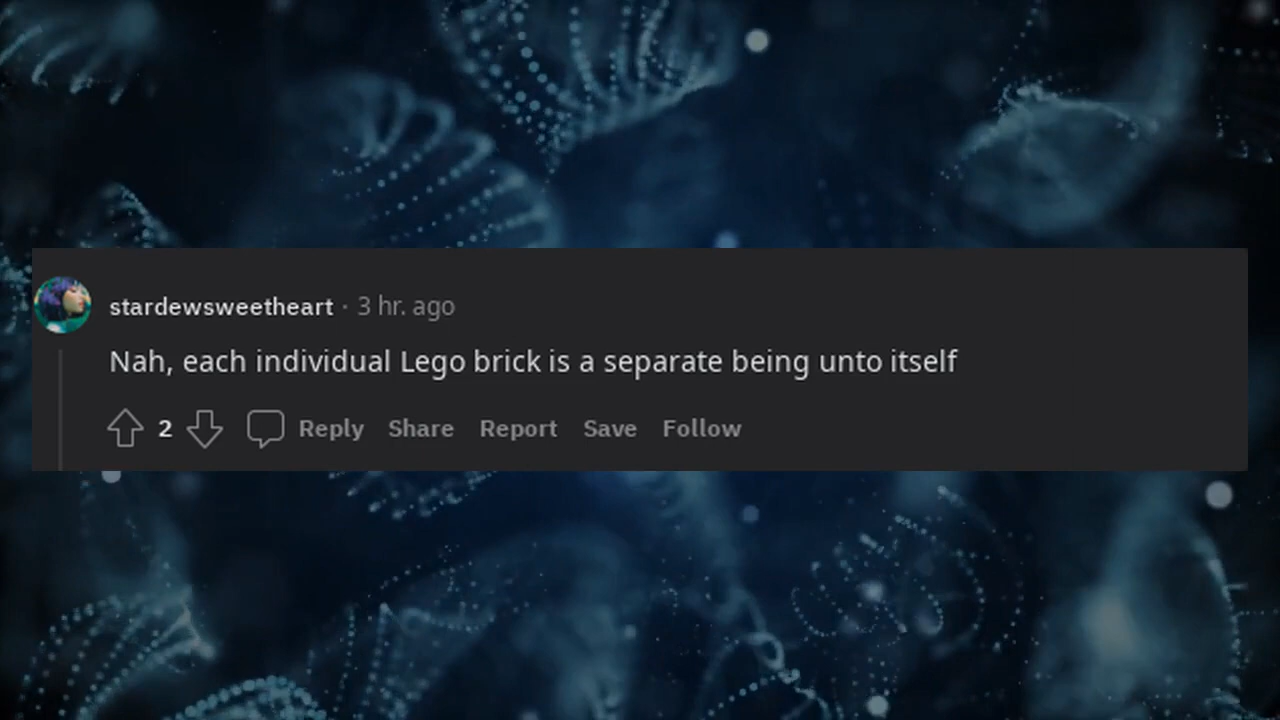 stardewsweetheart · 3 hr. ago
Nah, each individual Lego brick is a separate being unto itself
2 Reply Share Report Save Follow